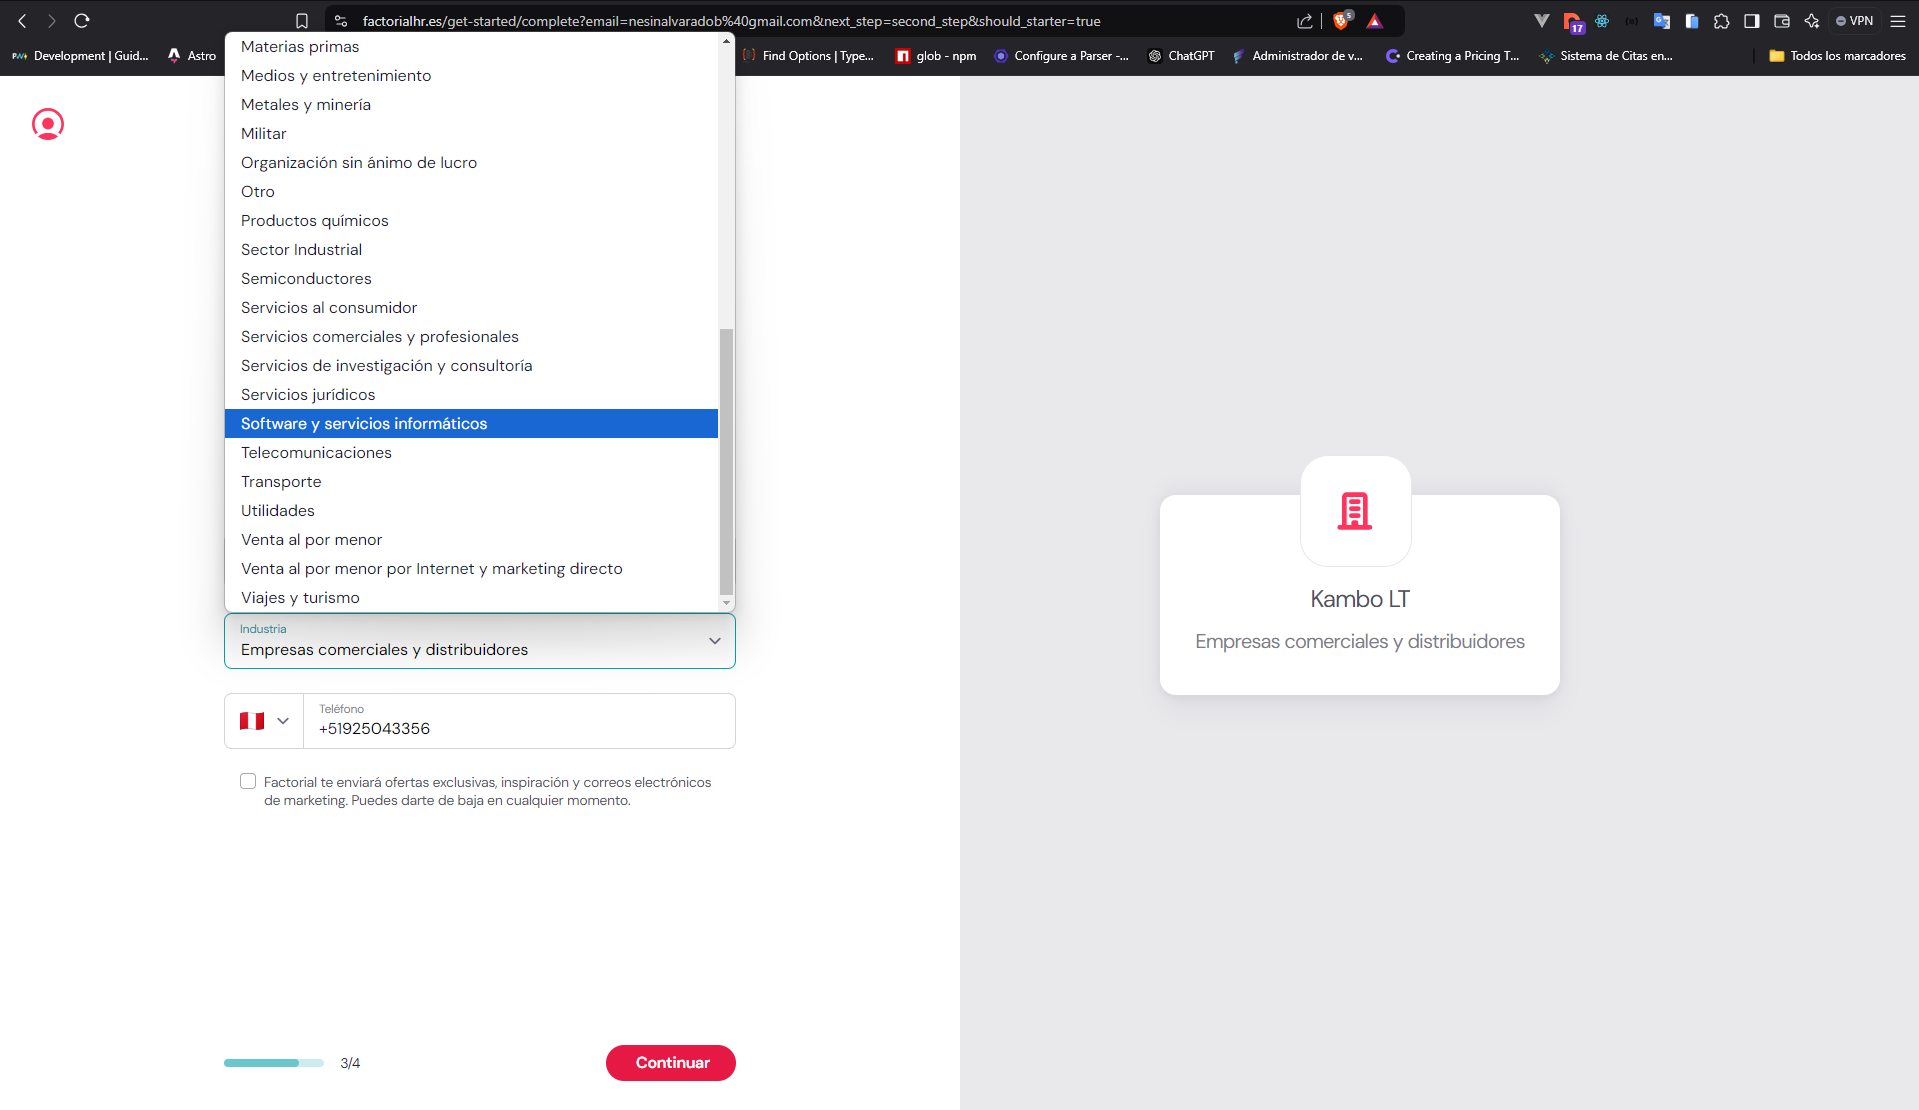 factorialhr.es/get-started/complete?email=nesinalvaradob%40gmail.com&next_step=second_step&should_starter=true
5
17
VPN
Development | Guid...
Astro
Find Options | Type...
glob - npm
Configure a Parser -...
ChatGPT
Administrador de v...
Creating a Pricing T...
Sistema de Citas en...
Todos los marcadores
Materias primas
Medios y entretenimiento
Metales y minería
Militar
Organización sin ánimo de lucro
Otro
Productos químicos
Sector Industrial
Semiconductores
Servicios al consumidor
Servicios comerciales y profesionales
Servicios de investigación y consultoría
Servicios jurídicos
Software y servicios informáticos
Telecomunicaciones
Transporte
Utilidades
Venta al por menor
Venta al por menor por Internet y marketing directo
Viajes y turismo
Industria
Empresas comerciales y distribuidores
Teléfono
+51925043356
Factorial te enviará ofertas exclusivas, inspiración y correos electrónicos
de marketing. Puedes darte de baja en cualquier momento.
3/4
Continuar
Kambo LT
Empresas comerciales y distribuidores